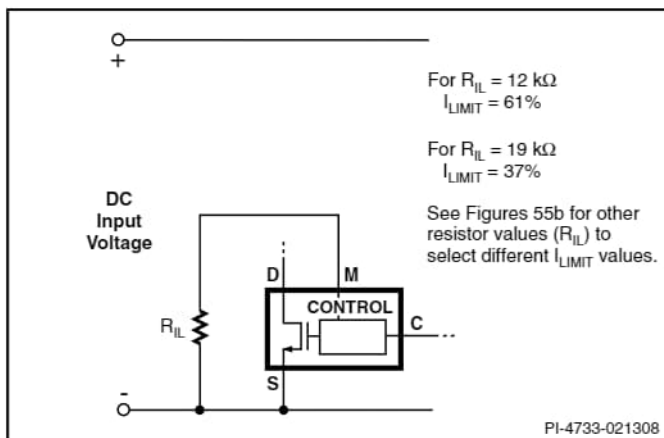 +
For R_IL = 12 kΩ
I_LIMIT = 61%
For R_IL = 19 kΩ
I_LIMIT = 37%
See Figures 55b for other
resistor values (R_IL) to
select different I_LIMIT values.
DC
Input
Voltage
D
M
CONTROL
C
R_IL
S
-
PI-4733-021308